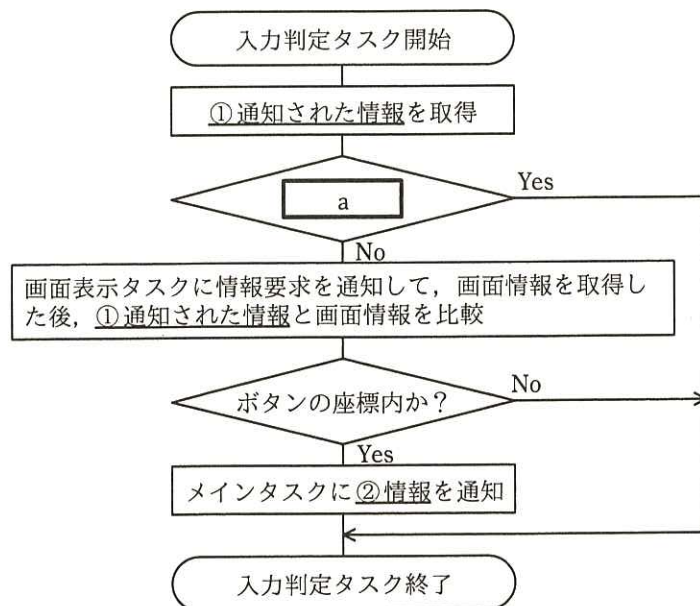 入力判定タスク開始
①通知された情報を取得
a
Yes
No
画面表示タスクに情報要求を通知して，画面情報を取得し
た後，①通知された情報と画面情報を比較
ボタンの座標内か？
No
Yes
メインタスクに②情報を通知
入力判定タスク終了